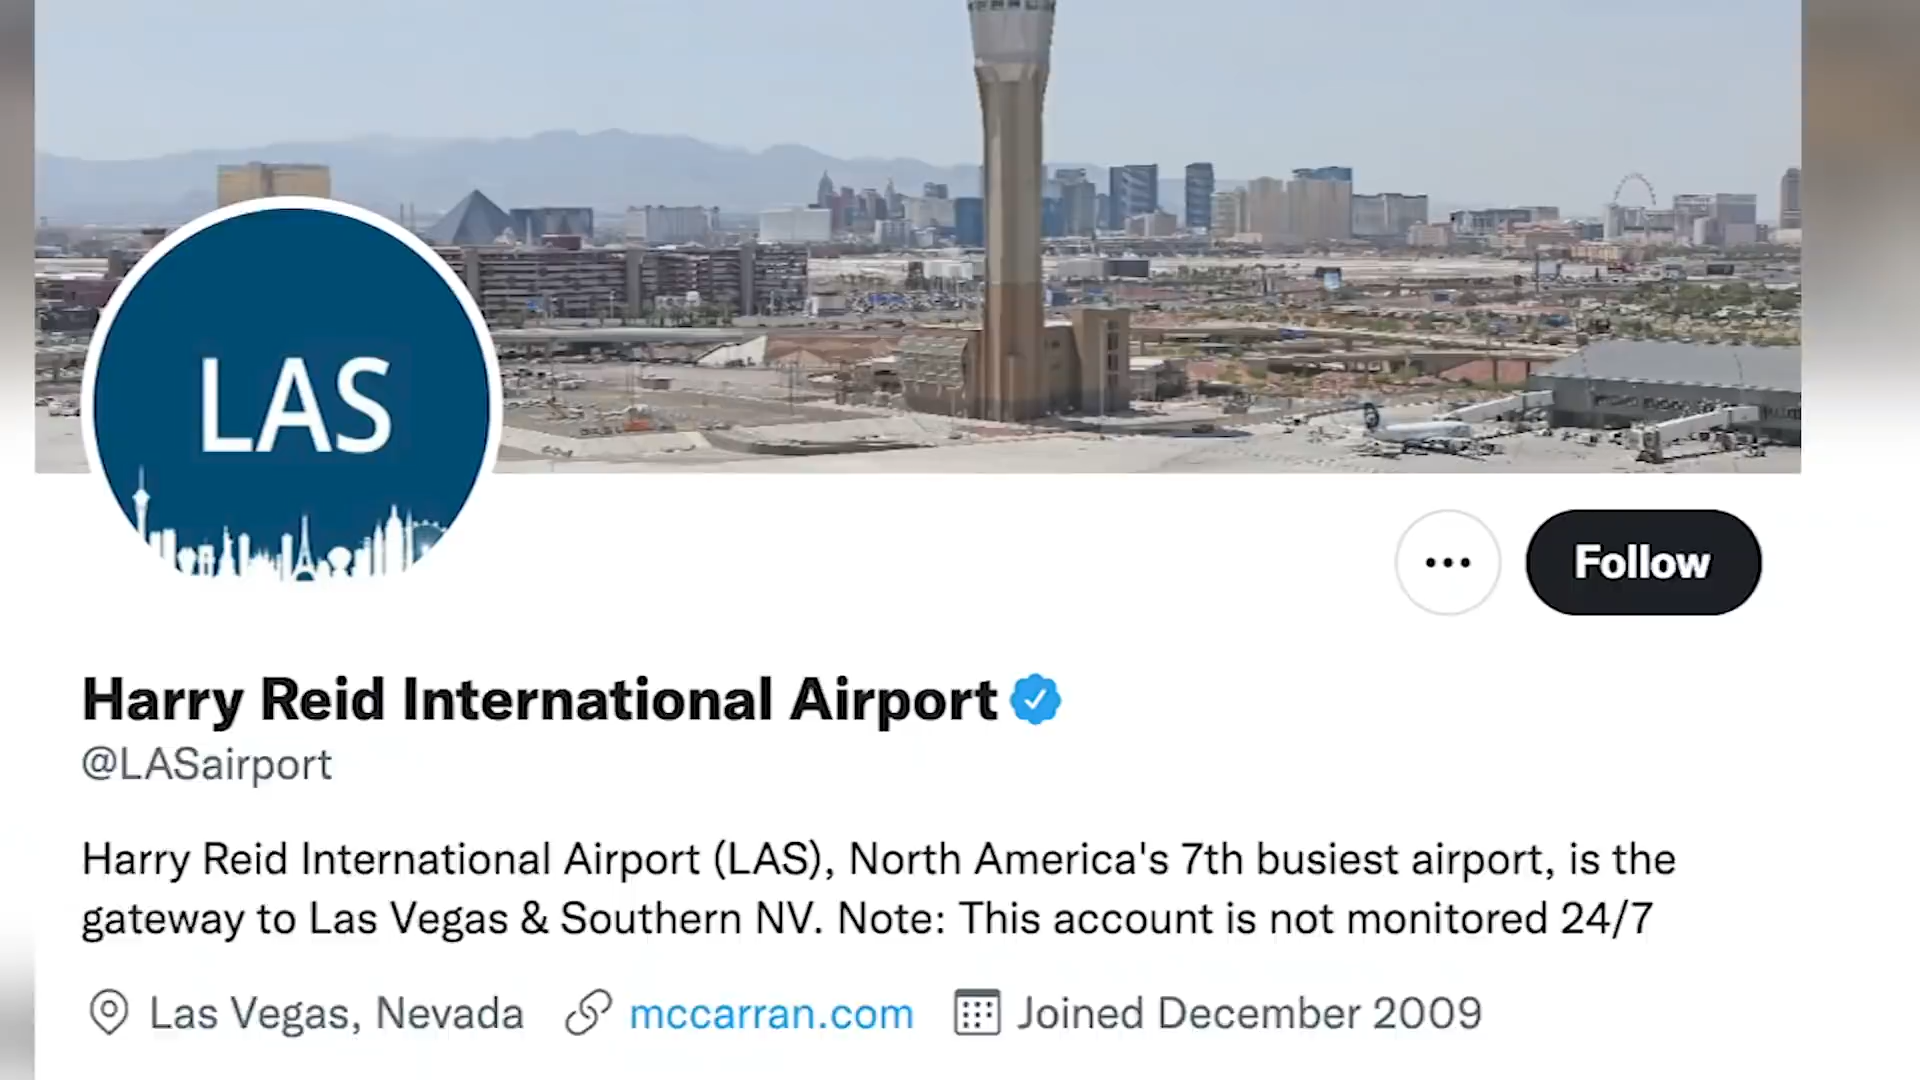 LAS
Follow
Harry Reid International Airport
@LASairport
Harry Reid International Airport (LAS), North America's 7th busiest airport, is the
gateway to Las Vegas & Southern NV. Note: This account is not monitored 24/7
Las Vegas, Nevada mccarran.com Joined December 2009